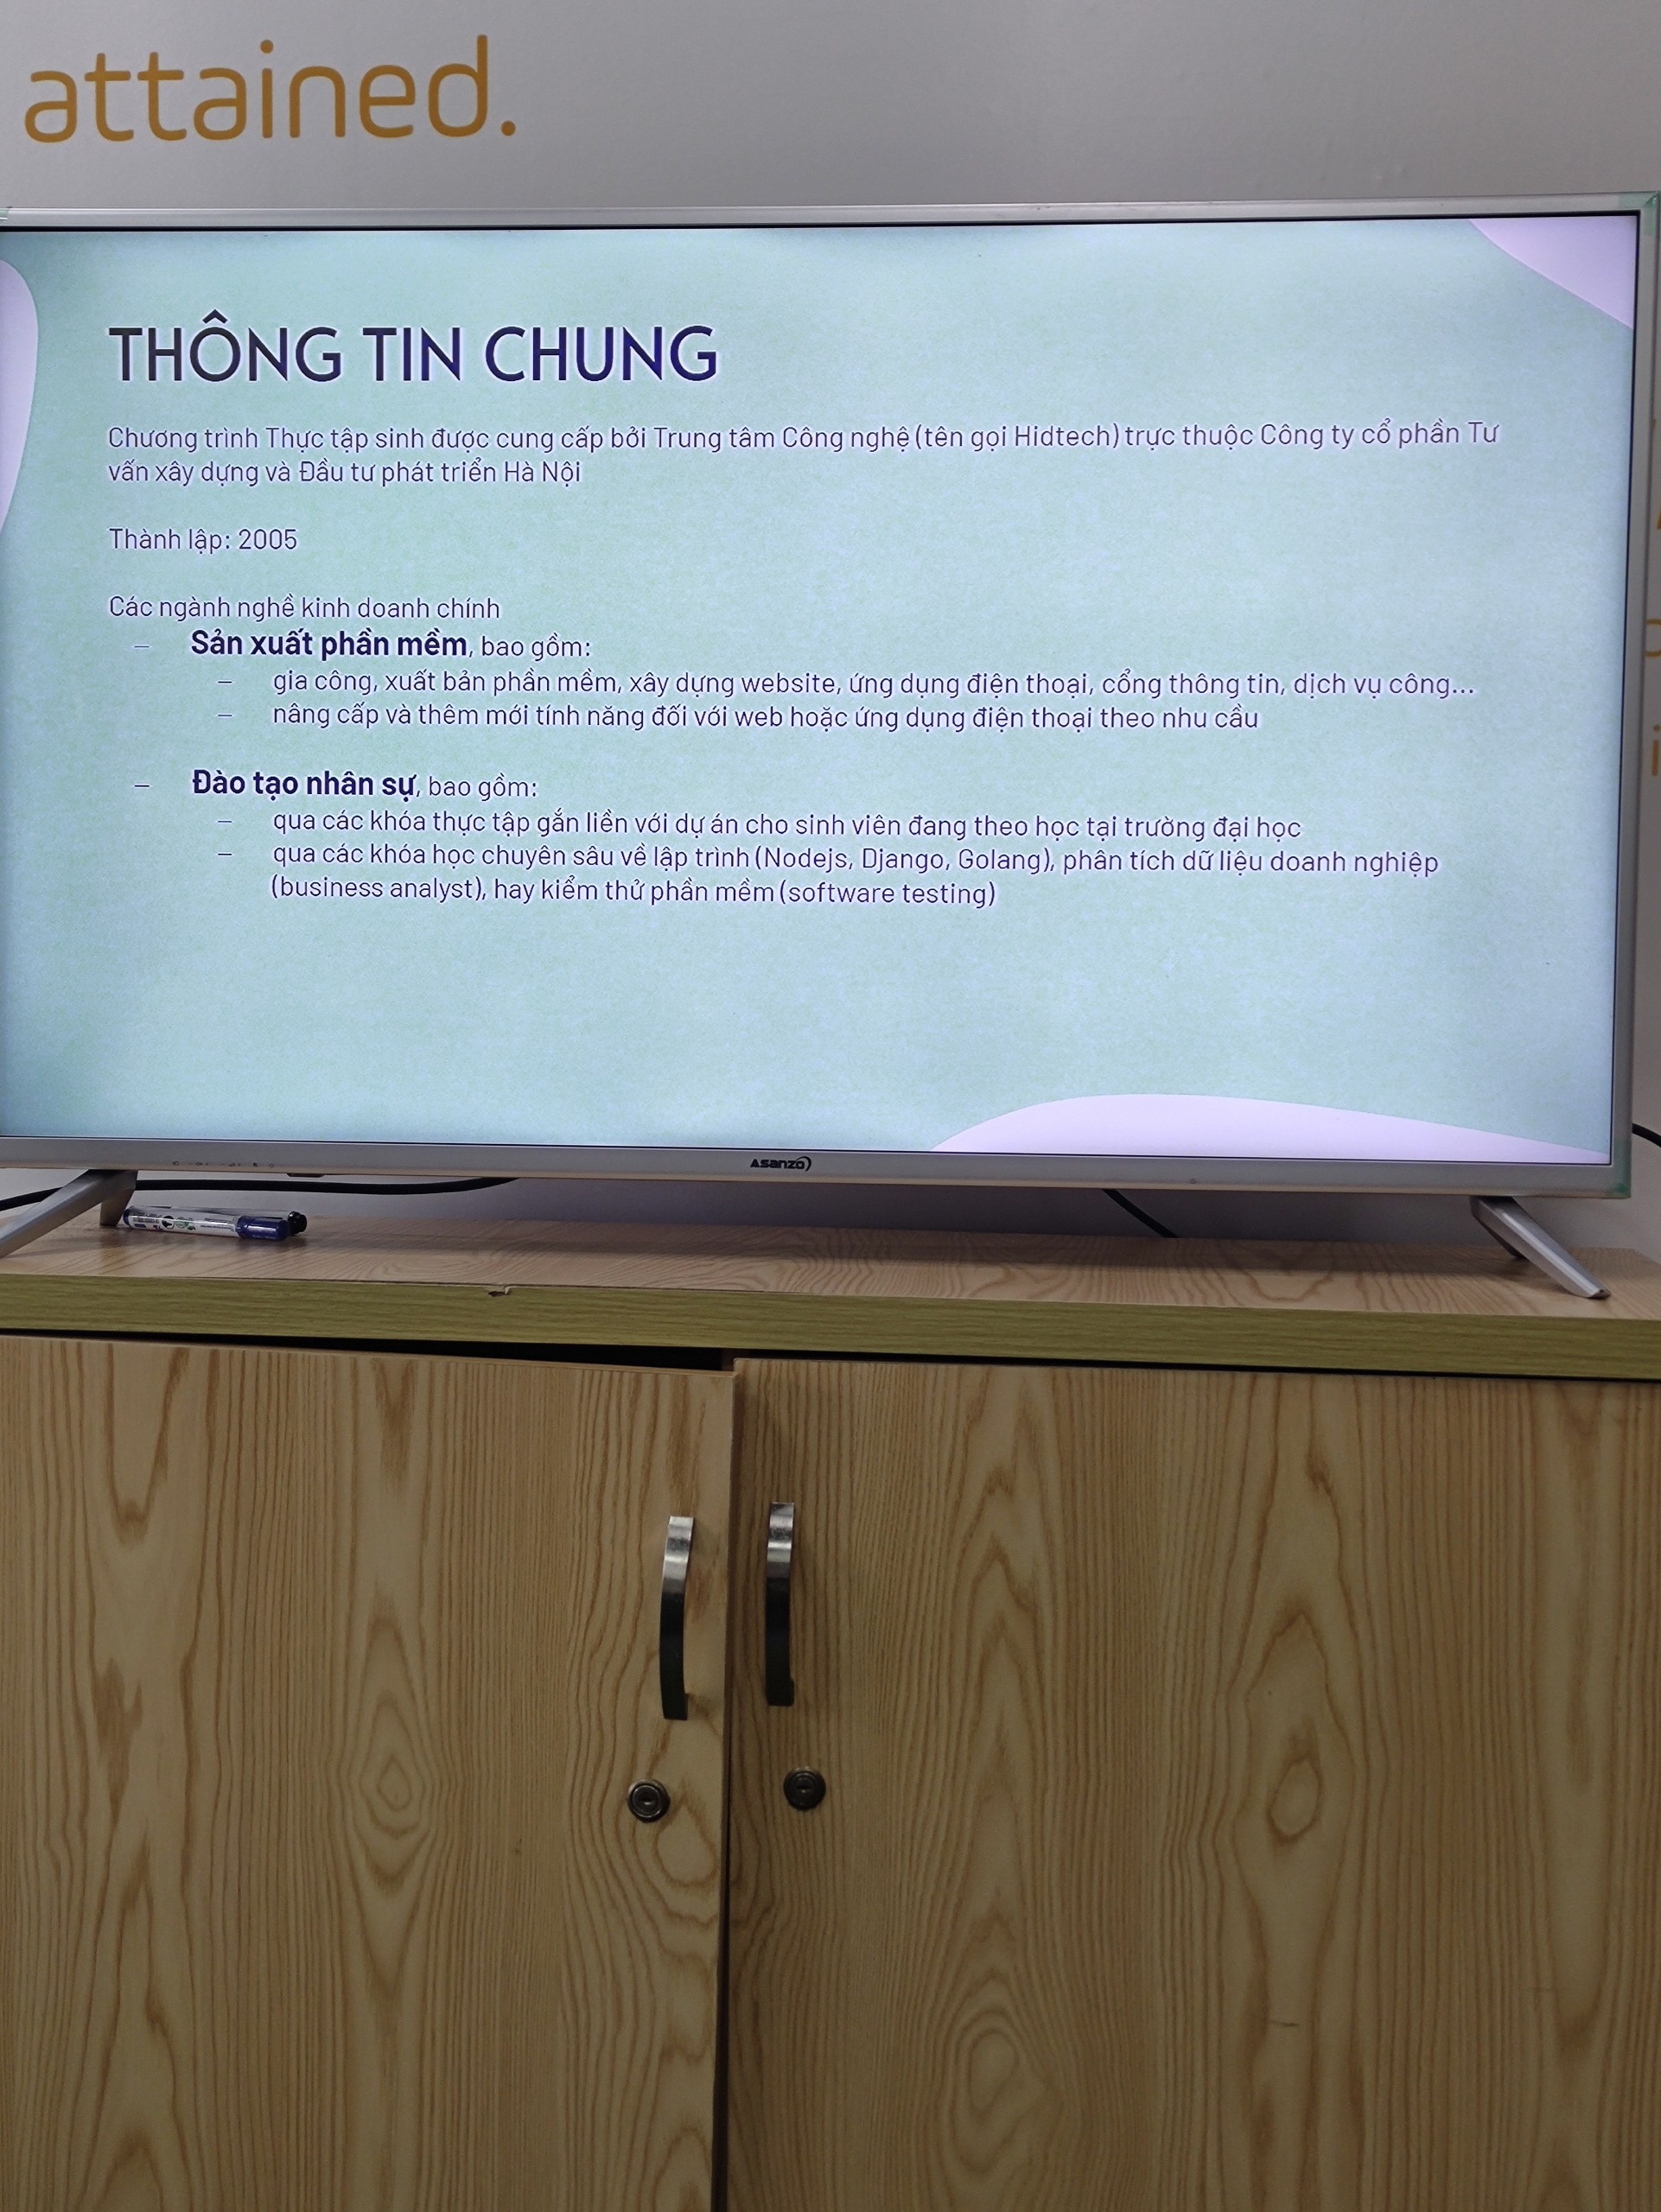 attained.
THÔNG TIN CHUNG
Chương trình Thực tập sinh được cung cấp bởi Trung tâm Công nghệ (tên gọi Hidtech) trực thuộc Công ty cổ phần Tư
vấn xây dựng và Đầu tư phát triển Hà Nội
Thành lập: 2005
Các ngành nghề kinh doanh chính
– Sản xuất phần mềm, bao gồm:
– gia công, xuất bản phần mềm, xây dựng website, ứng dụng điện thoại, cổng thông tin, dịch vụ công...
– nâng cấp và thêm mới tính năng đối với web hoặc ứng dụng điện thoại theo nhu cầu
– Đào tạo nhân sự, bao gồm:
– qua các khóa thực tập gắn liền với dự án cho sinh viên đang theo học tại trường đại học
– qua các khóa học chuyên sâu về lập trình (Nodejs, Django, Golang), phân tích dữ liệu doanh nghiệp
(business analyst), hay kiểm thử phần mềm (software testing)
Asanzo